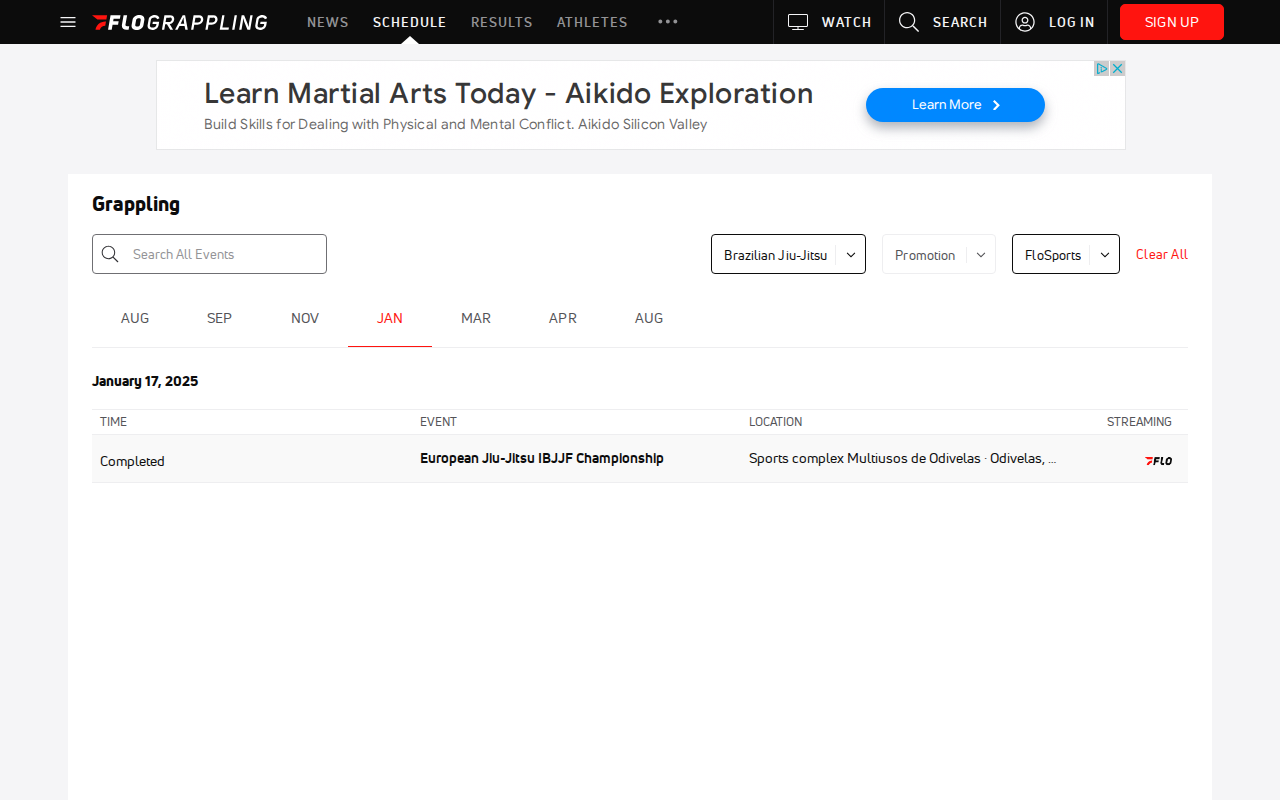 FLOGRAPPLING NEWS SCHEDULE RESULTS ATHLETES WATCH SEARCH LOG IN SIGN UP
Learn Martial Arts Today - Aikido Exploration
Build Skills for Dealing with Physical and Mental Conflict. Aikido Silicon Valley
Learn More
Grappling
Search All Events Brazilian Jiu-Jitsu Promotion FloSports Clear All
AUG SEP NOV JAN MAR APR AUG
January 17, 2025
TIME EVENT LOCATION STREAMING
Completed European Jiu-Jitsu IBJJF Championship Sports complex Multiusos de Odivelas · Odivelas, ... FLO